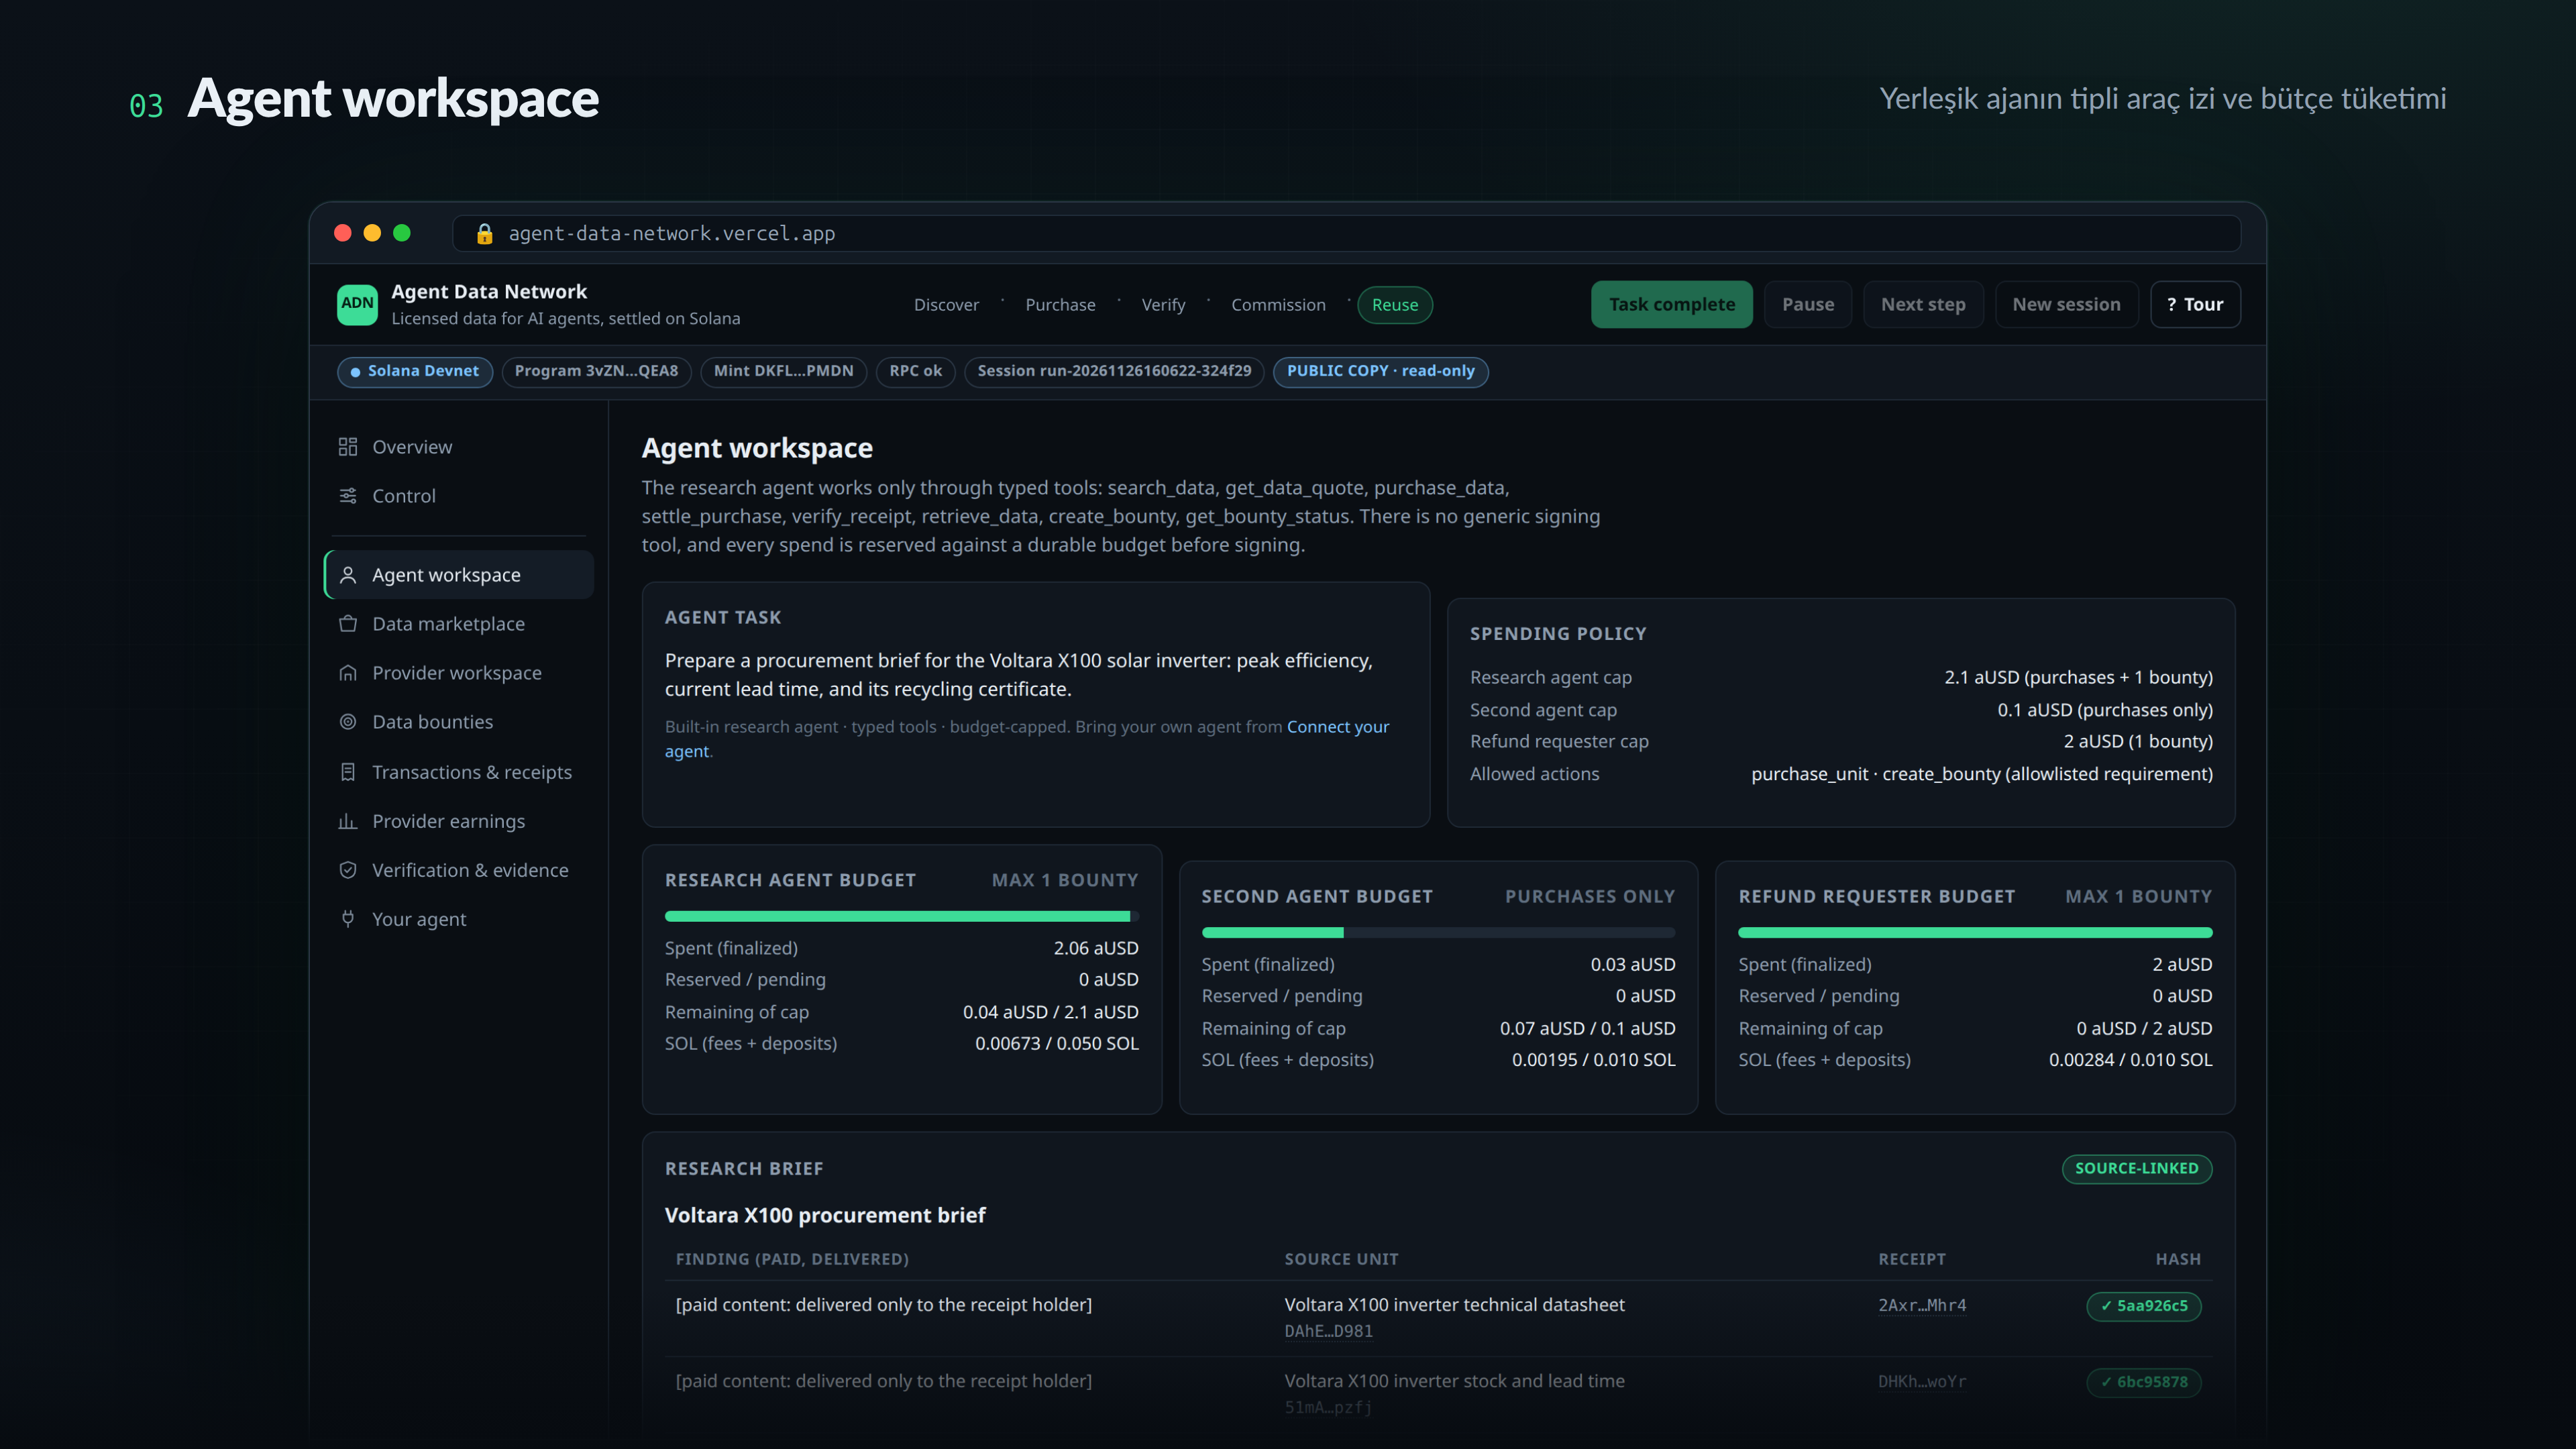 03 Agent workspace
Yerleşik ajanın tipli araç izi ve bütçe tüketimi
agent-data-network.vercel.app
ADN
Agent Data Network
Licensed data for AI agents, settled on Solana
Discover · Purchase · Verify · Commission · Reuse
Task complete
Pause
Next step
New session
? Tour
Solana Devnet
Program 3vZN…QEA8
Mint DKFL…PMDN
RPC ok
Session run-20261126160622-324f29
PUBLIC COPY · read-only
Overview
Control
Agent workspace
Data marketplace
Provider workspace
Data bounties
Transactions & receipts
Provider earnings
Verification & evidence
Your agent
Agent workspace
The research agent works only through typed tools: search_data, get_data_quote, purchase_data,
settle_purchase, verify_receipt, retrieve_data, create_bounty, get_bounty_status. There is no generic signing
tool, and every spend is reserved against a durable budget before signing.
AGENT TASK
Prepare a procurement brief for the Voltara X100 solar inverter: peak efficiency,
current lead time, and its recycling certificate.
Built-in research agent · typed tools · budget-capped. Bring your own agent from Connect your
agent.
SPENDING POLICY
Research agent cap 2.1 aUSD (purchases + 1 bounty)
Second agent cap 0.1 aUSD (purchases only)
Refund requester cap 2 aUSD (1 bounty)
Allowed actions purchase_unit · create_bounty (allowlisted requirement)
RESEARCH AGENT BUDGET MAX 1 BOUNTY
Spent (finalized) 2.06 aUSD
Reserved / pending 0 aUSD
Remaining of cap 0.04 aUSD / 2.1 aUSD
SOL (fees + deposits) 0.00673 / 0.050 SOL
SECOND AGENT BUDGET PURCHASES ONLY
Spent (finalized) 0.03 aUSD
Reserved / pending 0 aUSD
Remaining of cap 0.07 aUSD / 0.1 aUSD
SOL (fees + deposits) 0.00195 / 0.010 SOL
REFUND REQUESTER BUDGET MAX 1 BOUNTY
Spent (finalized) 2 aUSD
Reserved / pending 0 aUSD
Remaining of cap 0 aUSD / 2 aUSD
SOL (fees + deposits) 0.00284 / 0.010 SOL
RESEARCH BRIEF
SOURCE-LINKED
Voltara X100 procurement brief
FINDING (PAID, DELIVERED) SOURCE UNIT RECEIPT HASH
[paid content: delivered only to the receipt holder] Voltara X100 inverter technical datasheet 2Axr…Mhr4 ✓ 5aa926c5
DAhE…D981
[paid content: delivered only to the receipt holder] Voltara X100 inverter stock and lead time DHKh…woYr ✓ 6bc95878
51mA…pzfj